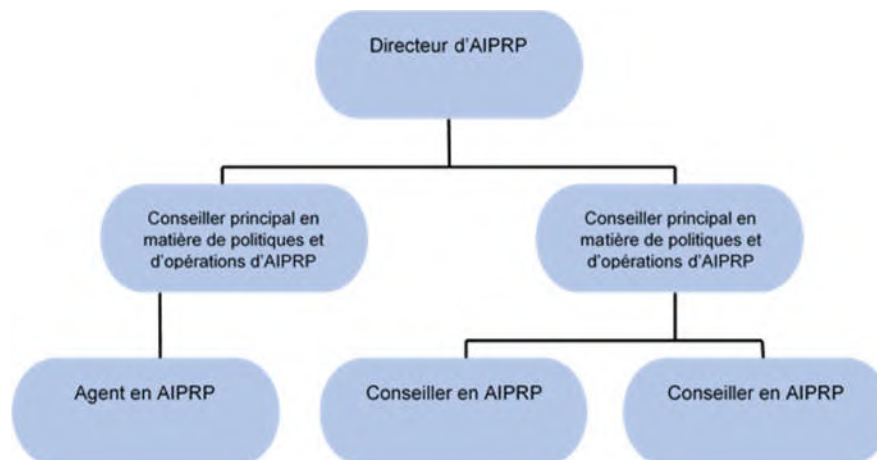 Directeur d'AIPRP
Conseiller principal en
matière de politiques et
d'opérations d'AIPRP
Conseiller principal en
matière de politiques et
d'opérations d'AIPRP
Agent en AIPRP
Conseiller en AIPRP
Conseiller en AIPRP